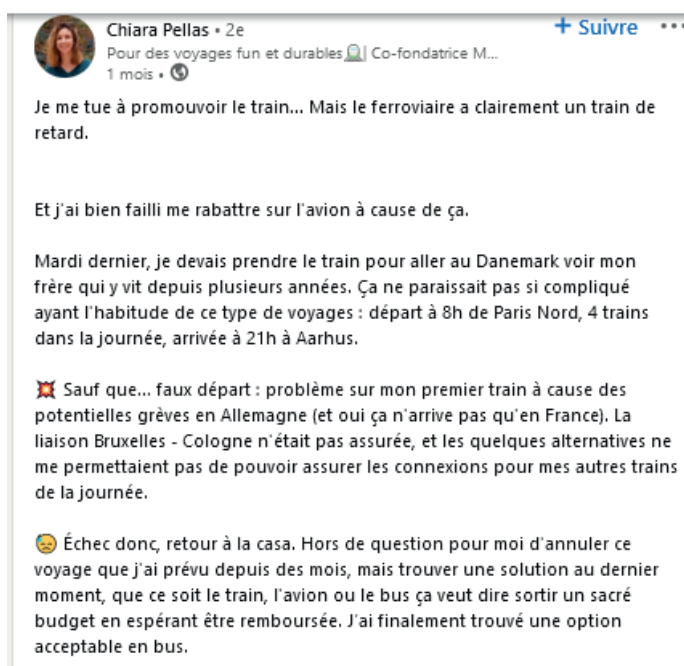 Chiara Pellas • 2e
+ Suivre ...
Pour des voyages fun et durables🚊| Co-fondatrice M...
1 mois •
Je me tue à promouvoir le train... Mais le ferroviaire a clairement un train de
retard.
Et j'ai bien failli me rabattre sur l'avion à cause de ça.
Mardi dernier, je devais prendre le train pour aller au Danemark voir mon
frère qui y vit depuis plusieurs années. Ça ne paraissait pas si compliqué
ayant l'habitude de ce type de voyages : départ à 8h de Paris Nord, 4 trains
dans la journée, arrivée à 21h à Aarhus.
💥 Sauf que... faux départ : problème sur mon premier train à cause des
potentielles grèves en Allemagne (et oui ça n'arrive pas qu'en France). La
liaison Bruxelles - Cologne n'était pas assurée, et les quelques alternatives ne
me permettaient pas de pouvoir assurer les connexions pour mes autres trains
de la journée.
😓 Échec donc, retour à la casa. Hors de question pour moi d'annuler ce
voyage que j'ai prévu depuis des mois, mais trouver une solution au dernier
moment, que ce soit le train, l'avion ou le bus ça veut dire sortir un sacré
budget en espérant être remboursée. J'ai finalement trouvé une option
acceptable en bus.